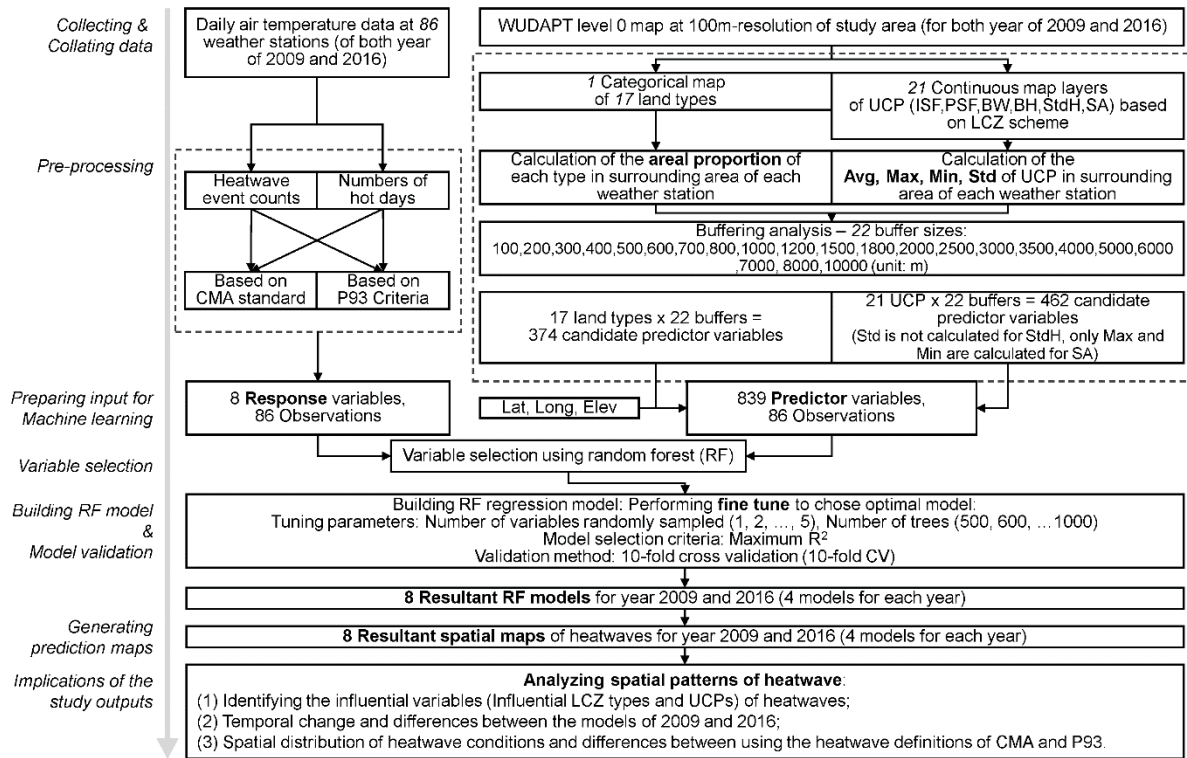 Collecting &
Collating data
Daily air temperature data at 86
weather stations (of both year
of 2009 and 2016)
WUDAPT level 0 map at 100m-resolution of study area (for both year of 2009 and 2016)
1 Categorical map
of 17 land types
21 Continuous map layers
of UCP (ISF,PSF,BW,BH,StdH,SA) based
on LCZ scheme
Pre-processing
Heatwave
event counts
Numbers of
hot days
Based on
CMA standard
Based on
P93 Criteria
Calculation of the areal proportion of
each type in surrounding area of each
weather station
Calculation of the
Avg, Max, Min, Std of UCP in surrounding
area of each weather station
Buffering analysis – 22 buffer sizes:
100,200,300,400,500,600,700,800,1000,1200,1500,1800,2000,2500,3000,3500,4000,5000,6000
,7000, 8000,10000 (unit: m)
17 land types x 22 buffers =
374 candidate predictor variables
21 UCP x 22 buffers = 462 candidate
predictor variables
(Std is not calculated for StdH, only Max and
Min are calculated for SA)
Preparing input for
Machine learning
8 Response variables,
86 Observations
Lat, Long, Elev
839 Predictor variables,
86 Observations
Variable selection
Variable selection using random forest (RF)
Building RF model
&
Model validation
Building RF regression model: Performing fine tune to chose optimal model:
Tuning parameters: Number of variables randomly sampled (1, 2, ..., 5), Number of trees (500, 600, ...1000)
Model selection criteria: Maximum R²
Validation method: 10-fold cross validation (10-fold CV)
8 Resultant RF models for year 2009 and 2016 (4 models for each year)
Generating
prediction maps
8 Resultant spatial maps of heatwaves for year 2009 and 2016 (4 models for each year)
Implications of the
study outputs
Analyzing spatial patterns of heatwave:
(1) Identifying the influential variables (Influential LCZ types and UCPs) of heatwaves;
(2) Temporal change and differences between the models of 2009 and 2016;
(3) Spatial distribution of heatwave conditions and differences between using the heatwave definitions of CMA and P93.